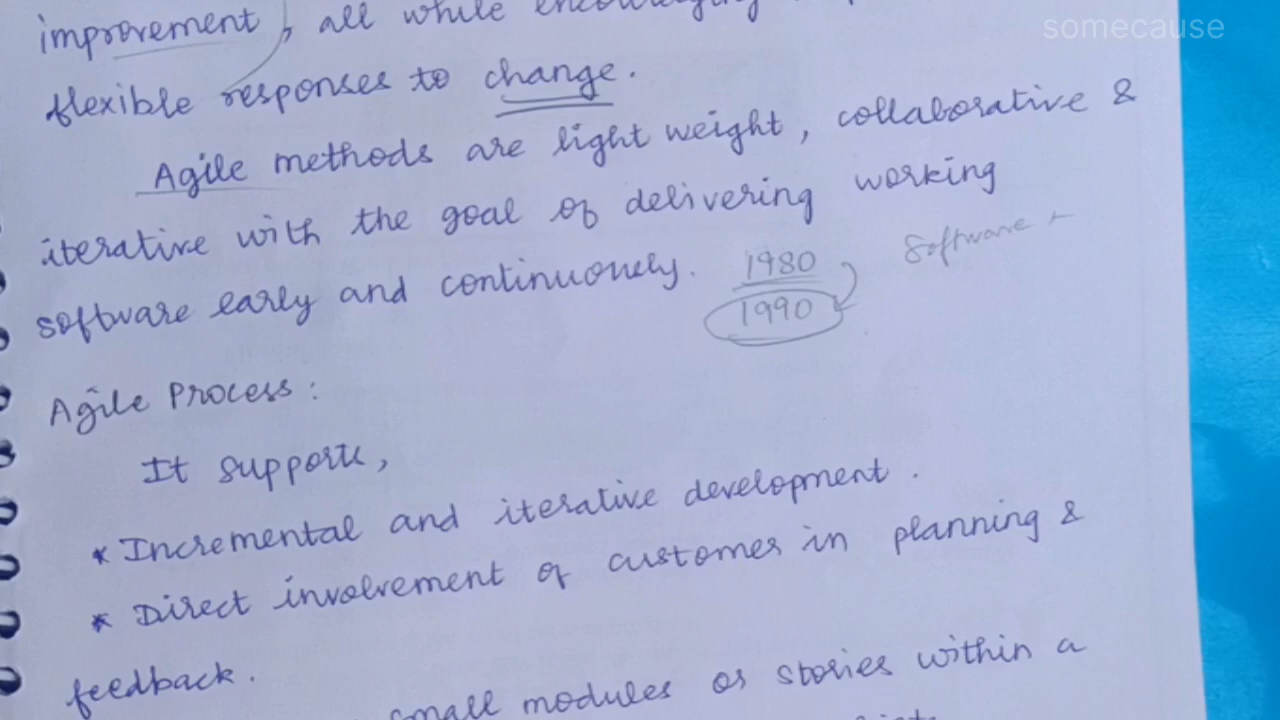 somecause
improvement, all while encouraging
flexible responses to change.
Agile methods are light weight, collaborative &
iterative with the goal of delivering working
software early and continuously. 1980 Software
1990
Agile Process:
It supports,
* Incremental and iterative development.
* Direct involvement of customer in planning &
feedback.
small modules or stories within a